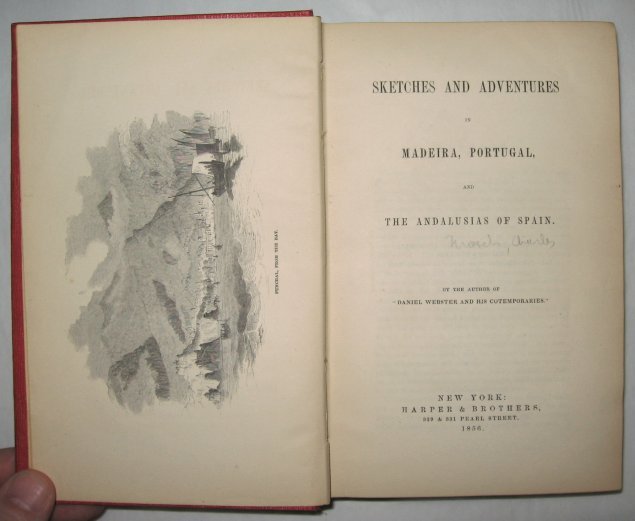 FUNCHAL, FROM THE BAY.
SKETCHES AND ADVENTURES
IN
MADEIRA, PORTUGAL,
AND
THE ANDALUSIAS OF SPAIN.
Charles
BY THE AUTHOR OF
"DANIEL WEBSTER AND HIS COTEMPORARIES."
NEW YORK:
HARPER & BROTHERS,
329 & 331 PEARL STREET.
1856.